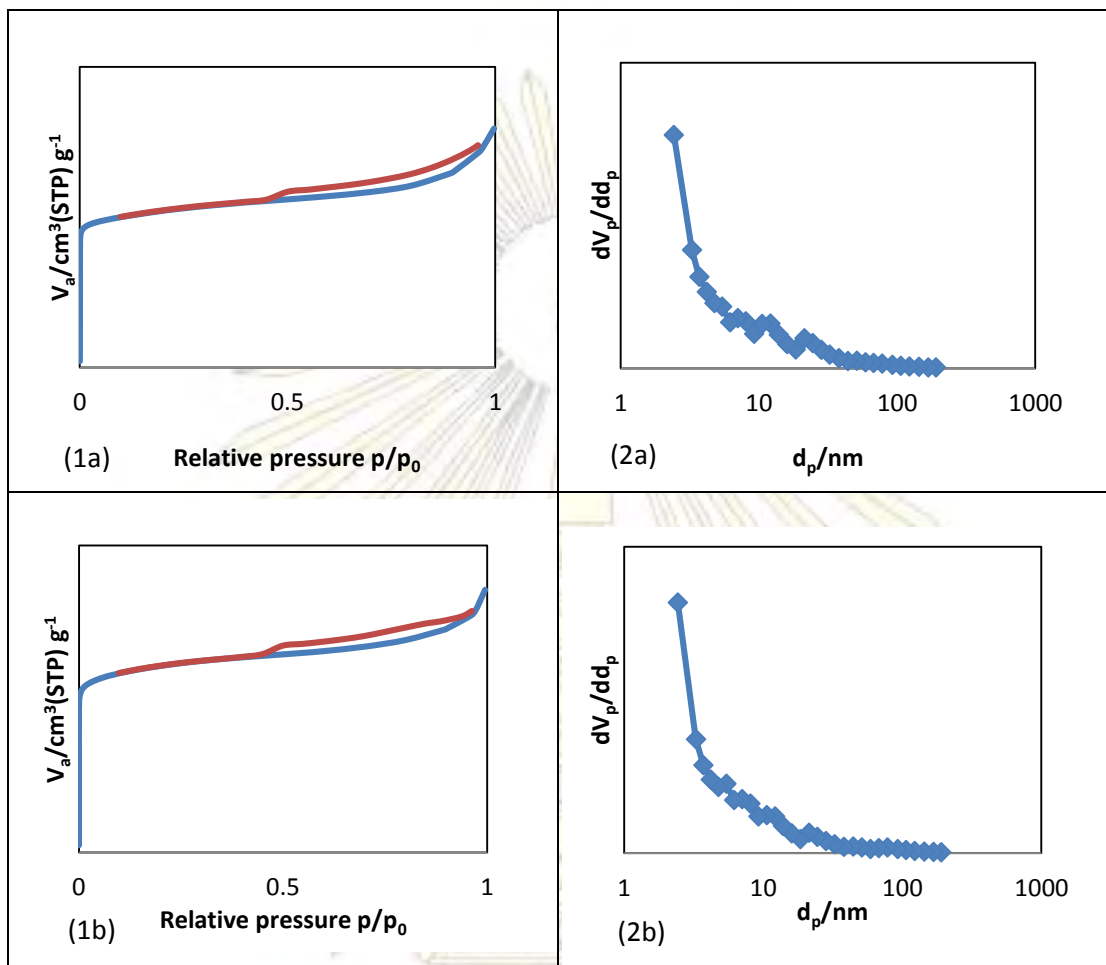 Vₐ/cm³(STP) g⁻¹
0
0.5
1
(1a)
Relative pressure p/p₀
dVₚ/ddₚ
1
10
100
1000
(2a)
dₚ/nm
Vₐ/cm³(STP) g⁻¹
0
0.5
1
(1b)
Relative pressure p/p₀
dVₚ/ddₚ
1
10
100
1000
(2b)
dₚ/nm